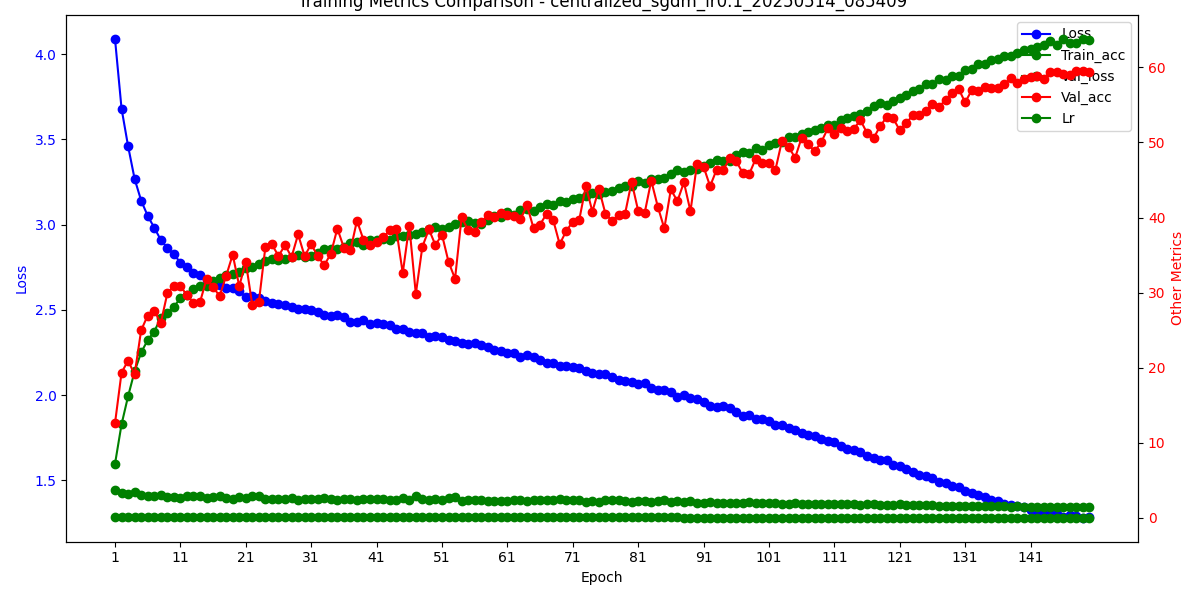 Training Metrics Comparison - centralized_sgdm_lr0.1_20250514_085409
4.0
3.5
3.0
2.5
2.0
1.5
Loss
60
50
40
30
20
10
0
Other Metrics
Loss
Train_acc
Val_loss
Val_acc
Lr
1 11 21 31 41 51 61 71 81 91 101 111 121 131 141
Epoch